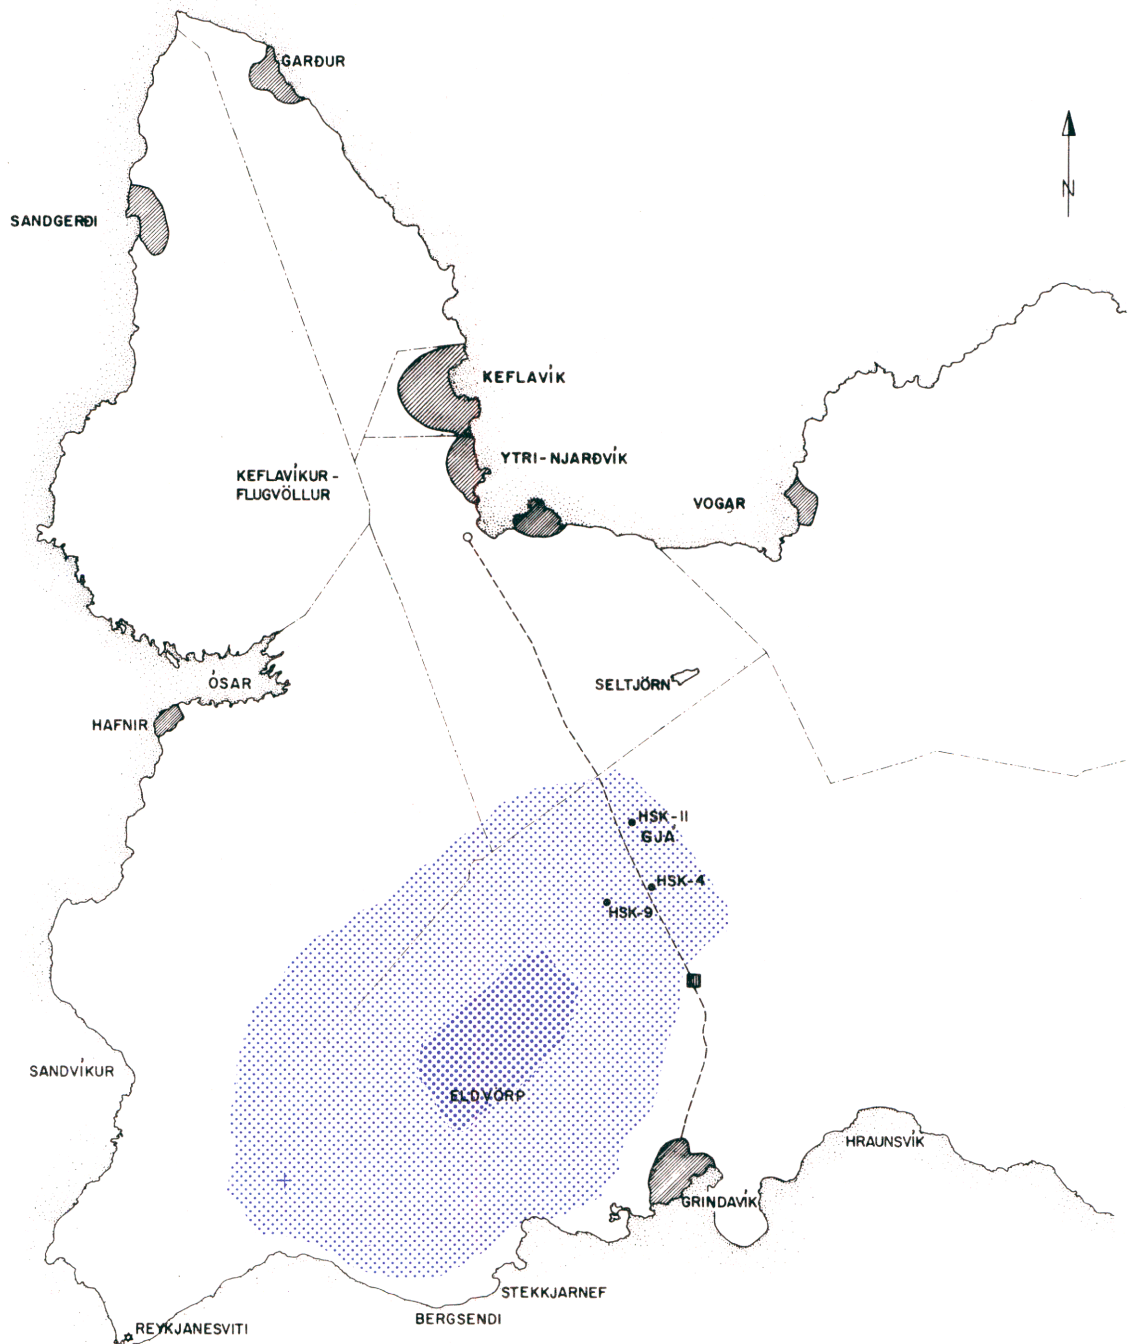 GARÐUR
N
SANDGERÐI
KEFLAVÍK
YTRI-NJARÐVÍK
KEFLAVÍKUR-
FLUGVÖLLUR
VOGAR
ÓSAR
SELTJÖRN
HAFNIR
HSK-11
GJÁ
HSK-4
HSK-9
SANDVÍKUR
ELDVÖRP
HRAUNSVÍK
GRINDAVÍK
STEKKJARNEF
BERGSENDI
REYKJANESVITI